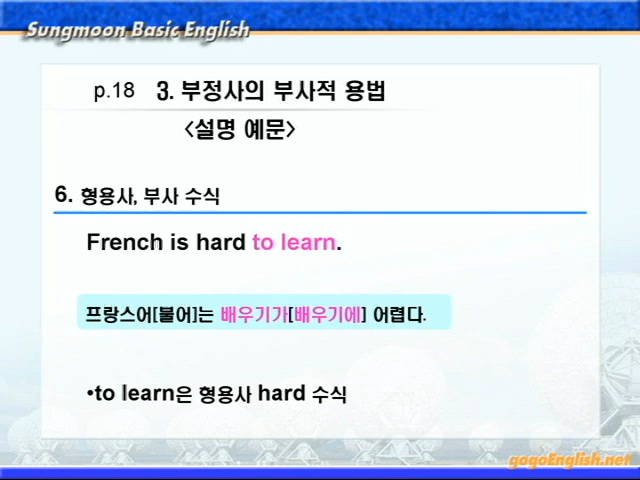 Sungmoon Basic English
p.18 3. 부정사의 부사적 용법
<설명 예문>
6. 형용사, 부사 수식
French is hard to learn.
프랑스어[불어]는 배우기가[배우기에] 어렵다.
•to learn은 형용사 hard 수식
gogoEnglish.net